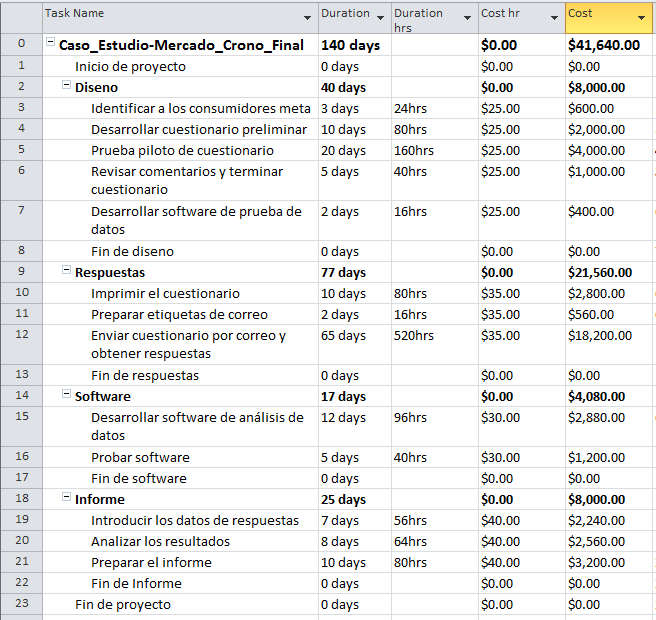 Task Name Duration Duration hrs Cost hr Cost
0 Caso_Estudio-Mercado_Crono_Final 140 days $0.00 $41,640.00
1 Inicio de proyecto 0 days $0.00 $0.00
2 Diseno 40 days $0.00 $8,000.00
3 Identificar a los consumidores meta 3 days 24hrs $25.00 $600.00
4 Desarrollar cuestionario preliminar 10 days 80hrs $25.00 $2,000.00
5 Prueba piloto de cuestionario 20 days 160hrs $25.00 $4,000.00
6 Revisar comentarios y terminar 5 days 40hrs $25.00 $1,000.00
cuestionario
7 Desarrollar software de prueba de 2 days 16hrs $25.00 $400.00
datos
8 Fin de diseno 0 days $0.00 $0.00
9 Respuestas 77 days $0.00 $21,560.00
10 Imprimir el cuestionario 10 days 80hrs $35.00 $2,800.00
11 Preparar etiquetas de correo 2 days 16hrs $35.00 $560.00
12 Enviar cuestionario por correo y 65 days 520hrs $35.00 $18,200.00
obtener respuestas
13 Fin de respuestas 0 days $0.00 $0.00
14 Software 17 days $0.00 $4,080.00
15 Desarrollar software de análisis de 12 days 96hrs $30.00 $2,880.00
datos
16 Probar software 5 days 40hrs $30.00 $1,200.00
17 Fin de software 0 days $0.00 $0.00
18 Informe 25 days $0.00 $8,000.00
19 Introducir los datos de respuestas 7 days 56hrs $40.00 $2,240.00
20 Analizar los resultados 8 days 64hrs $40.00 $2,560.00
21 Preparar el informe 10 days 80hrs $40.00 $3,200.00
22 Fin de Informe 0 days $0.00 $0.00
23 Fin de proyecto 0 days $0.00 $0.00